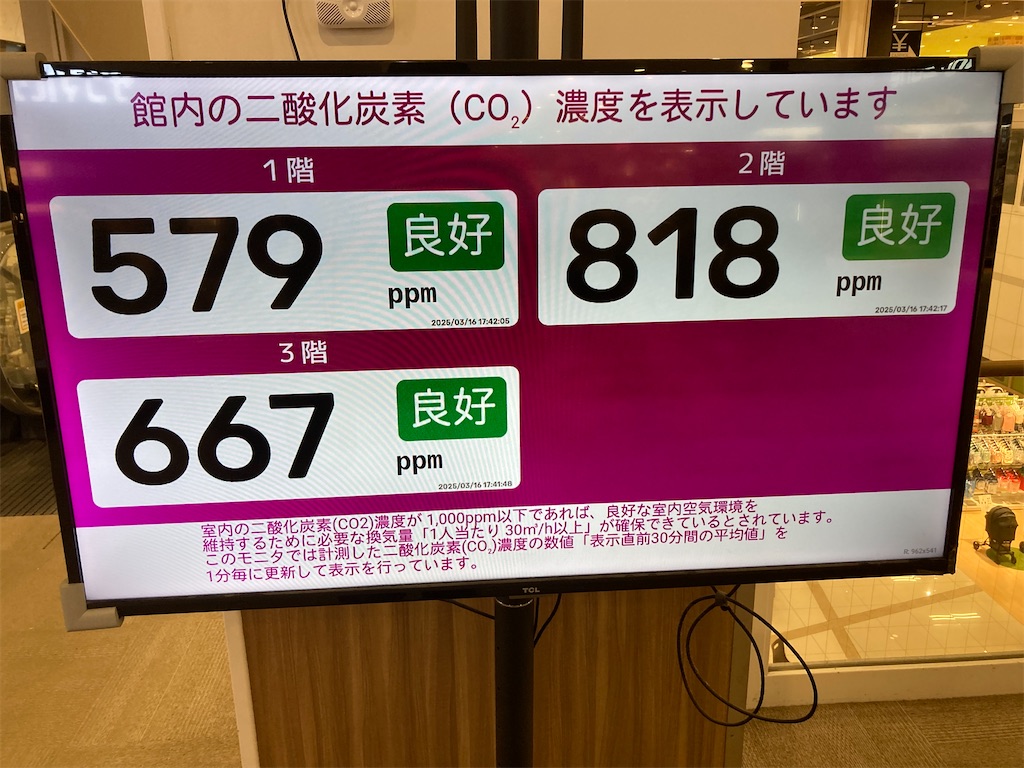 館内の二酸化炭素（CO₂）濃度を表示しています
1階
579
良好
ppm
2025/03/16 17:42:05
2階
818
良好
ppm
2025/03/16 17:42:17
3階
667
良好
ppm
2025/03/16 17:41:48
室内の二酸化炭素(CO2)濃度が 1,000ppm以下であれば、良好な室内空気環境を
維持するために必要な換気量「1人当たり 30㎥/h以上」が確保できているとされています。
このモニタでは計測した二酸化炭素(CO₂)濃度の数値「表示直前30分間の平均値」を
1分毎に更新して表示を行っています。
962x541
TCL
¥